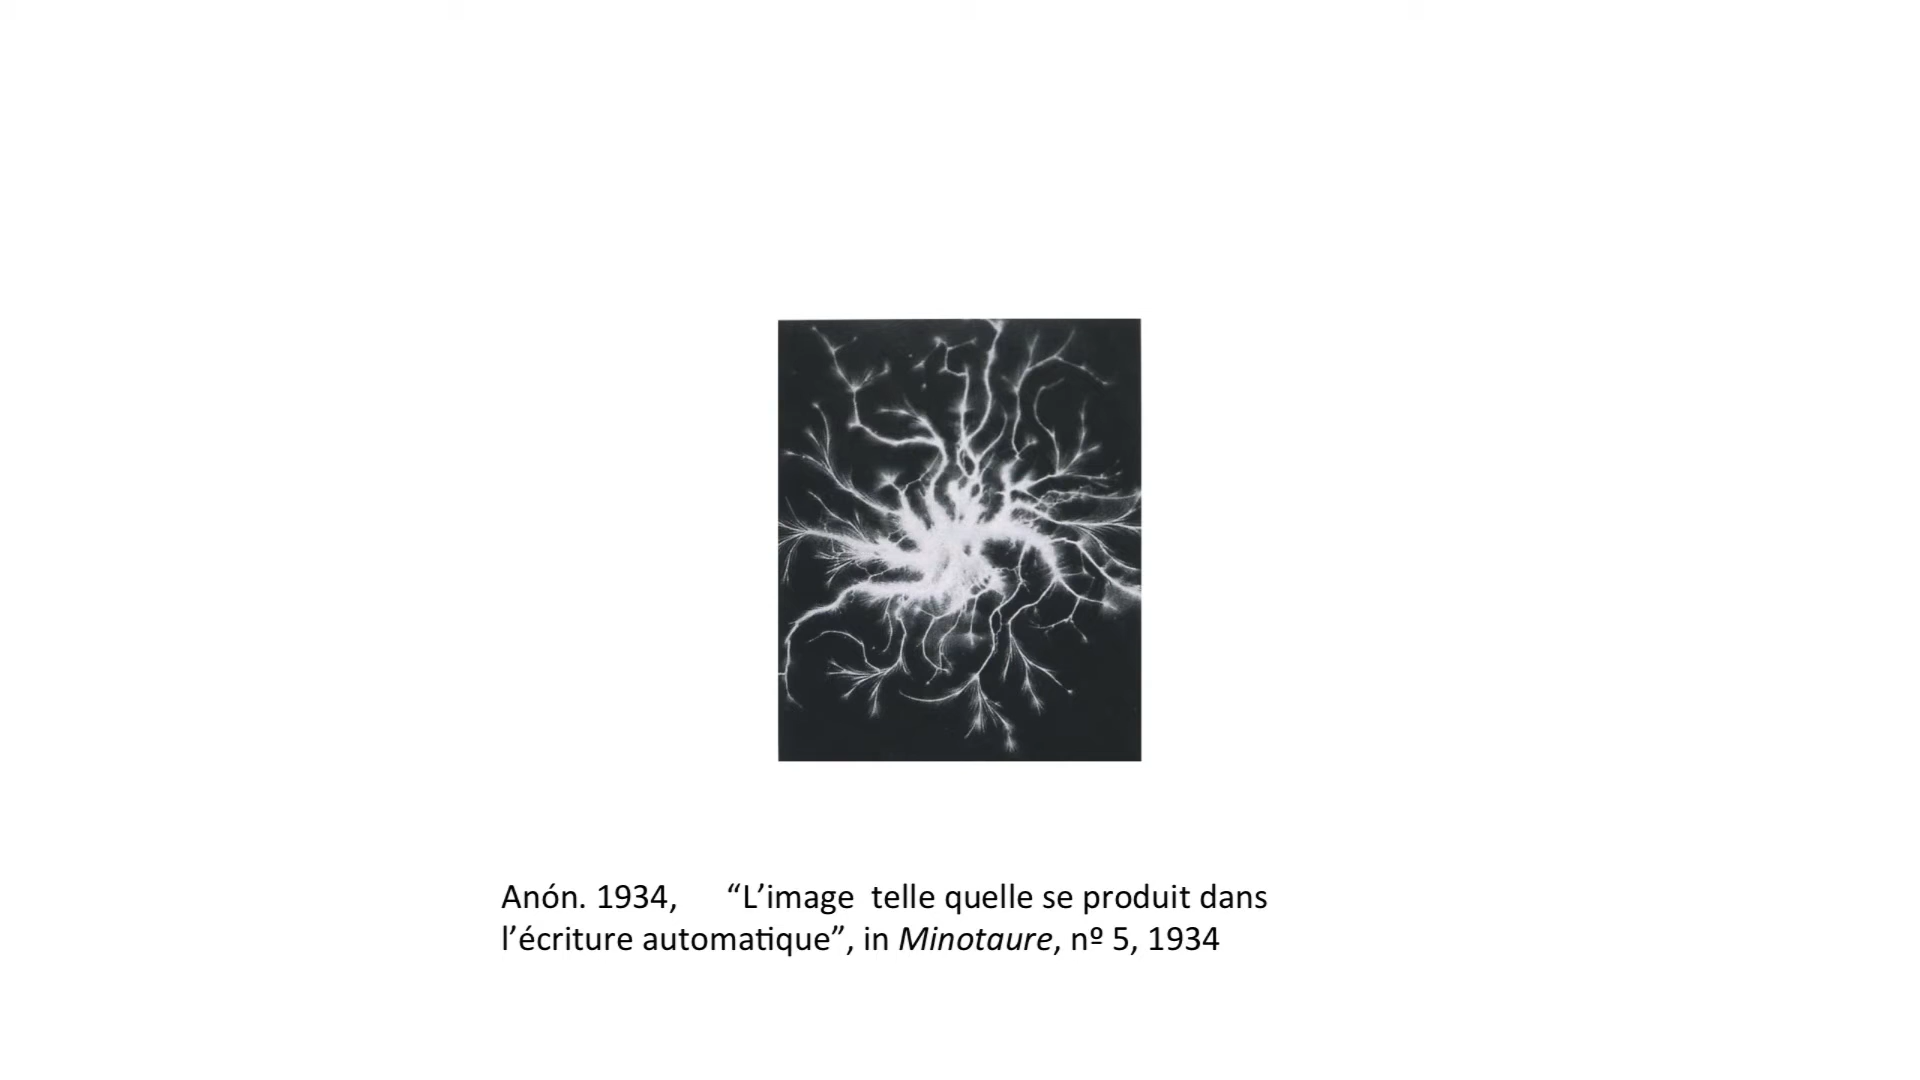 Anón. 1934, “L’image telle quelle se produit dans
l’écriture automatique”, in Minotaure, nº 5, 1934